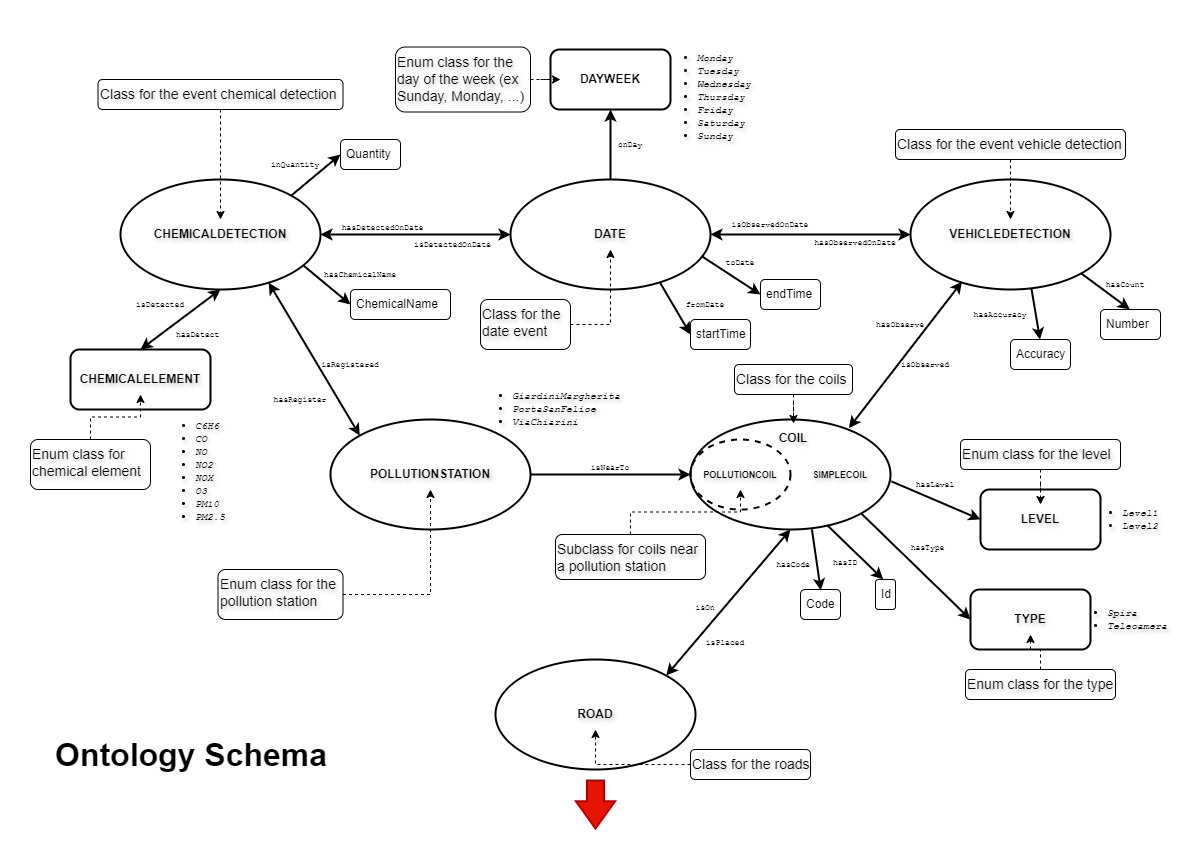 Enum class for the
day of the week (ex
Sunday, Monday, ...)
DAYWEEK
Monday
Tuesday
Wednesday
Thursday
Friday
Saturday
Sunday
Class for the event chemical detection
onDay
Class for the event vehicle detection
inQuantity
Quantity
CHEMICALDETECTION
hasDetectedOnDate
isDetectedOnDate
DATE
isObservedOnDate
hasObservedOnDate
VEHICLEDETECTION
hasChemicalName
ChemicalName
toDate
endTime
fromDate
startTime
Class for the
date event
hasCount
Number
hasAccuracy
Accuracy
isDetected
hasDetect
CHEMICALELEMENT
Enum class for
chemical element
C6H6
CO
NO
NO2
NOX
O3
PM10
PM2.5
isRegistered
hasRegister
hasObserve
isObserved
Class for the coils
GiardiniMargherita
PortaSanFelice
ViaChiarini
POLLUTIONSTATION
isNearTo
COIL
POLLUTIONCOIL
SIMPLECOIL
Enum class for the level
hasLevel
LEVEL
Level1
Level2
Subclass for coils near
a pollution station
Enum class for the
pollution station
hasCode
Code
hasID
Id
hasType
TYPE
Spira
Telecamera
Enum class for the type
isOn
isPlaced
ROAD
Class for the roads
Ontology Schema